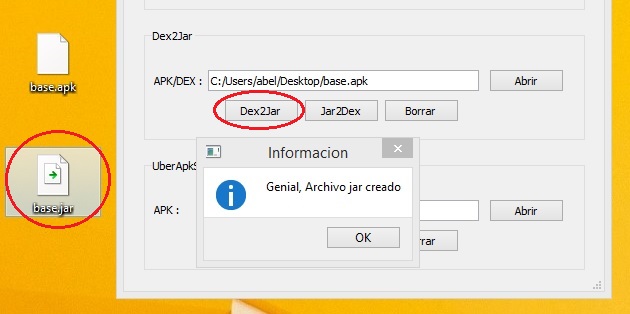 base.apk
base.jar
Dex2Jar
APK/DEX :
C:/Users/abel/Desktop/base.apk
Abrir
Dex2Jar
Jar2Dex
Borrar
Informacion
Genial, Archivo jar creado
OK
UberApkS
APK :
Abrir
rrar